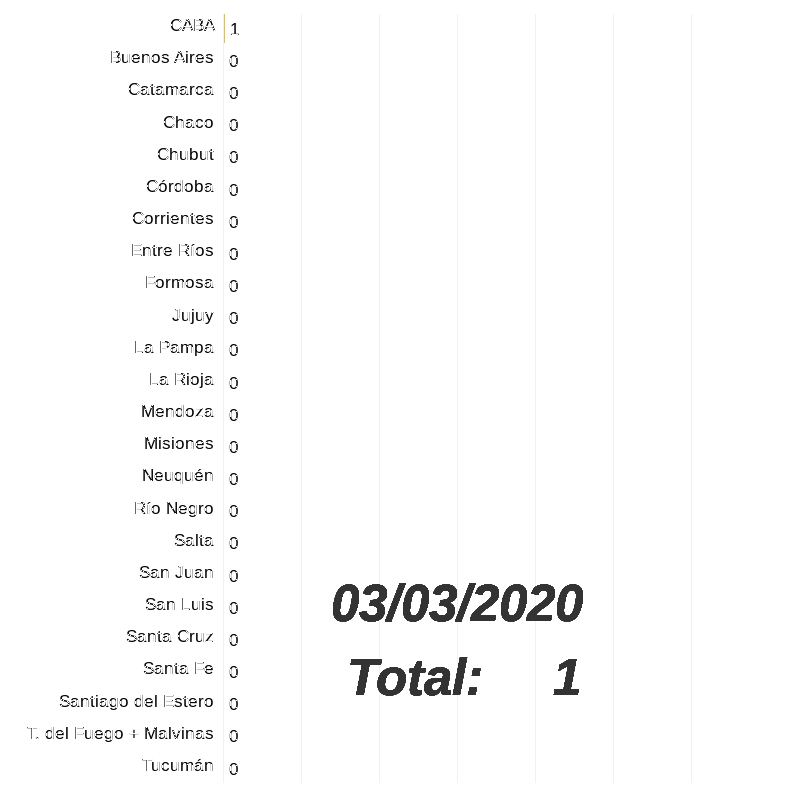 CABA 1
Buenos Aires 0
Catamarca 0
Chaco 0
Chubut 0
Córdoba 0
Corrientes 0
Entre Ríos 0
Formosa 0
Jujuy 0
La Pampa 0
La Rioja 0
Mendoza 0
Misiones 0
Neuquén 0
Río Negro 0
Salta 0
San Juan 0
San Luis 0
Santa Cruz 0
Santa Fe 0
Santiago del Estero 0
T. del Fuego + Malvinas 0
Tucumán 0
03/03/2020
Total: 1